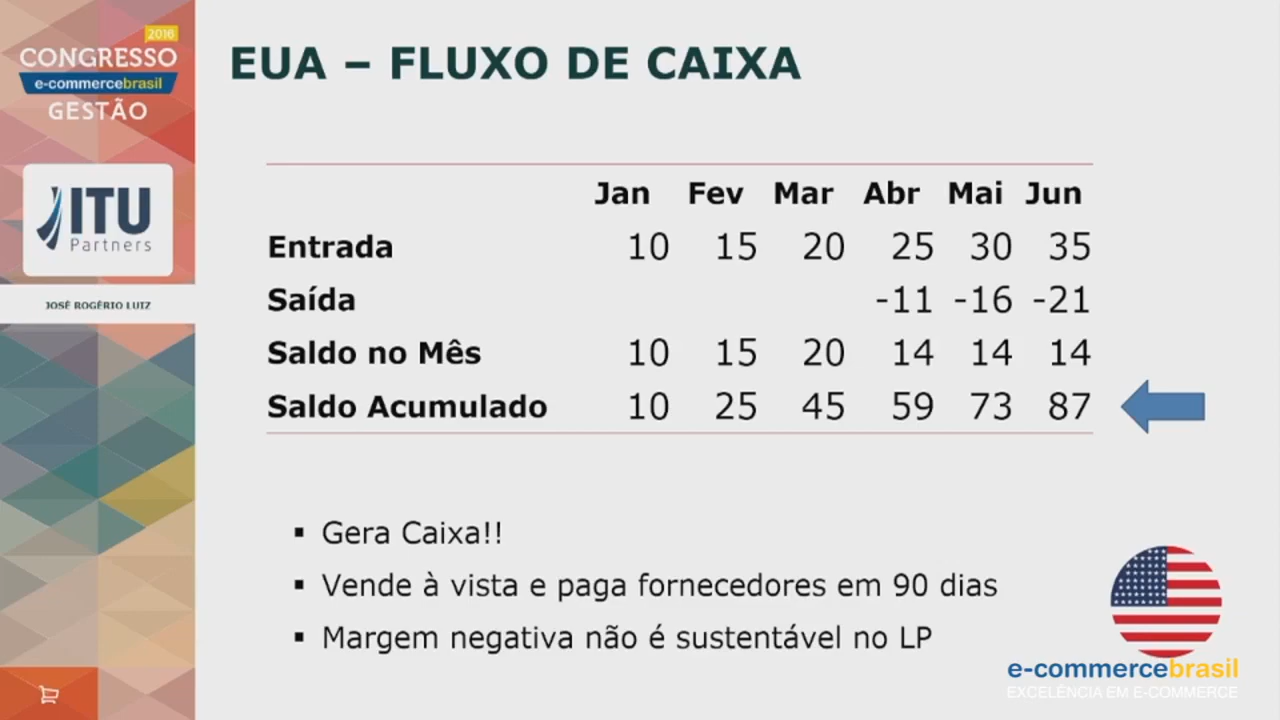 2016
CONGRESSO
e-commercebrasil
GESTÃO
ITU
Partners
JOSÉ ROGÉRIO LUIZ
EUA – FLUXO DE CAIXA
Jan Fev Mar Abr Mai Jun
Entrada 10 15 20 25 30 35
Saída -11 -16 -21
Saldo no Mês 10 15 20 14 14 14
Saldo Acumulado 10 25 45 59 73 87
▪ Gera Caixa!!
▪ Vende à vista e paga fornecedores em 90 dias
▪ Margem negativa não é sustentável no LP
e-commercebrasil
EXCELÊNCIA EM E-COMMERCE